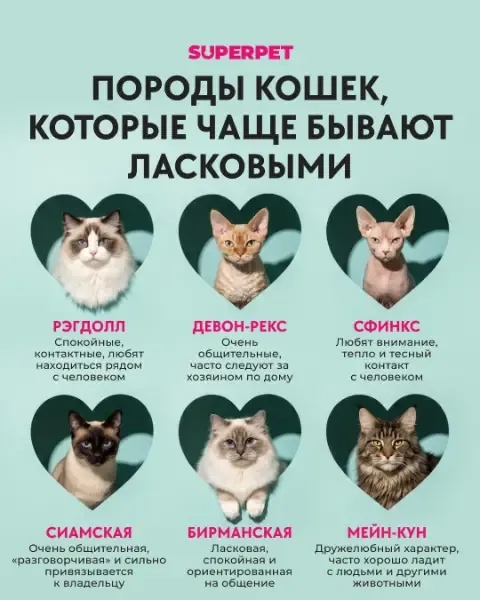 SUPERPET
ПОРОДЫ КОШЕК,
КОТОРЫЕ ЧАЩЕ БЫВАЮТ
ЛАСКОВЫМИ
РЭГДОЛЛ
Спокойные,
контактные, любят
находиться рядом
с человеком
ДЕВОН-РЕКС
Очень
общительные,
часто следуют за
хозяином по дому
СФИНКС
Любят внимание,
тепло и тесный
контакт
с человеком
СИАМСКАЯ
Очень общительная,
«разговорчивая» и сильно
привязывается
к владельцу
БИРМАНСКАЯ
Ласковая,
спокойная и
ориентированная
на общение
МЕЙН-КУН
Дружелюбный характер,
часто хорошо ладит
с людьми и другими
животными